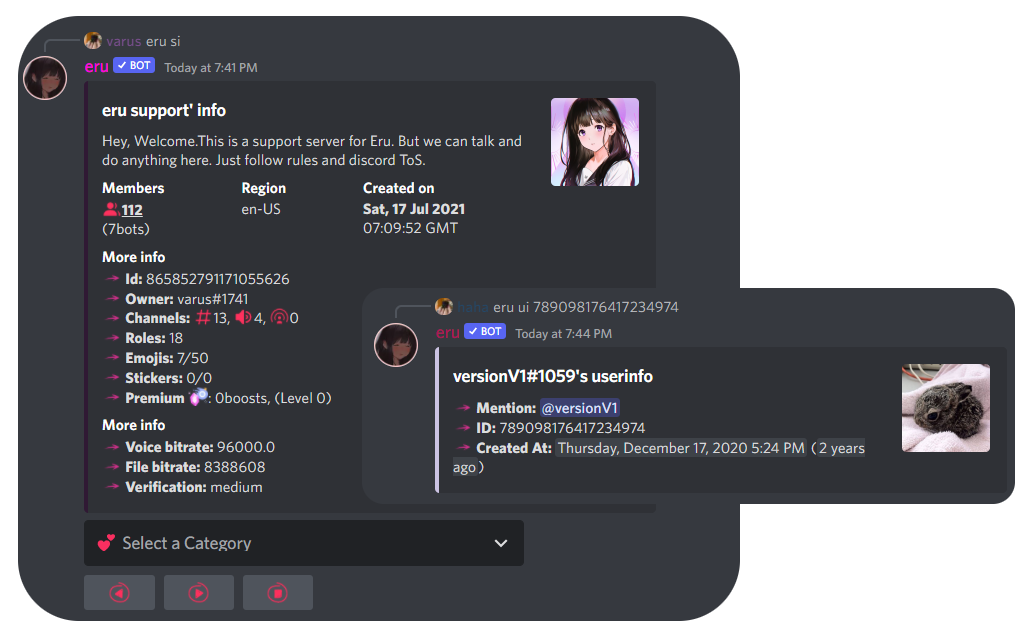 varus eru si
eru ✓ BOT Today at 7:41 PM
eru support' info
Hey, Welcome.This is a support server for Eru. But we can talk and
do anything here. Just follow rules and discord ToS.
Members Region Created on
112 en-US Sat, 17 Jul 2021
(7bots) 07:09:52 GMT
More info
Id: 865852791171055626
Owner: varus#1741
Channels: 13, 4, 0
Roles: 18
Emojis: 7/50
Stickers: 0/0
Premium : 0boosts, (Level 0)
More info
Voice bitrate: 96000.0
File bitrate: 8388608
Verification: medium
Select a Category
eru ui 789098176417234974
eru ✓ BOT Today at 7:44 PM
versionV1#1059's userinfo
Mention: @versionV1
ID: 789098176417234974
Created At: Thursday, December 17, 2020 5:24 PM (2 years
ago)